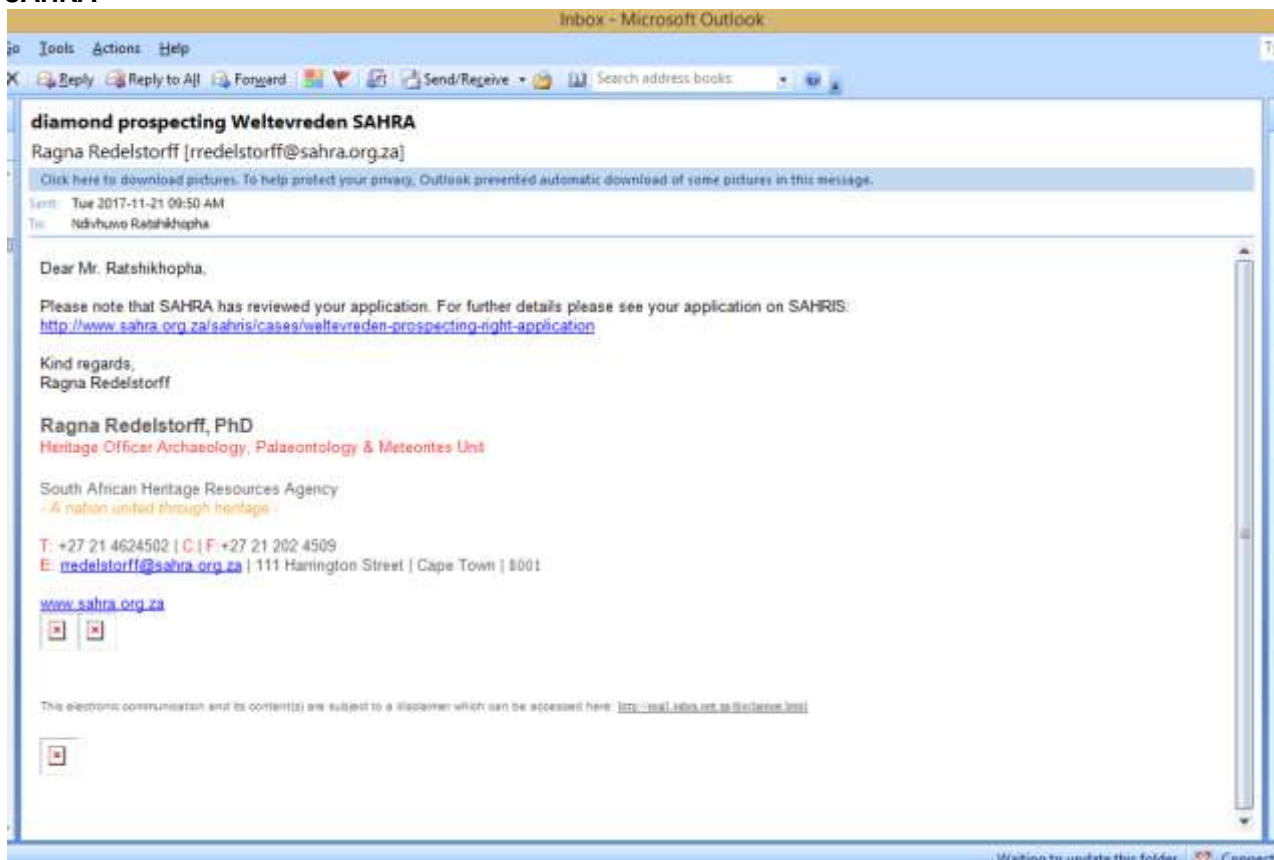 SAHRA
Inbox - Microsoft Outlook
Go Tools Actions Help
Reply Reply to All Forward Send/Receive Search address books
diamond prospecting Weltevreden SAHRA
Ragna Redelstorff [rredelstorff@sahra.org.za]
Click here to download pictures. To help protect your privacy, Outlook prevented automatic download of some pictures in this message.
Sent: Tue 2017-11-21 09:50 AM
To: Ndivhuwo Ratshikhopha
Dear Mr. Ratshikhopha,
Please note that SAHRA has reviewed your application. For further details please see your application on SAHRIS:
http://www.sahra.org.za/sahris/cases/weltevreden-prospecting-right-application
Kind regards,
Ragna Redelstorff
Ragna Redelstorff, PhD
Heritage Officer Archaeology, Palaeontology & Meteorites Unit
South African Heritage Resources Agency
- A nation united through heritage -
T: +27 21 4624502 | C | F:+27 21 202 4509
E: rredelstorff@sahra.org.za | 111 Harrington Street | Cape Town | 8001
www.sahra.org.za
This electronic communication and its content(s) are subject to a disclaimer which can be accessed here:
Waiting to update this folder. Connect